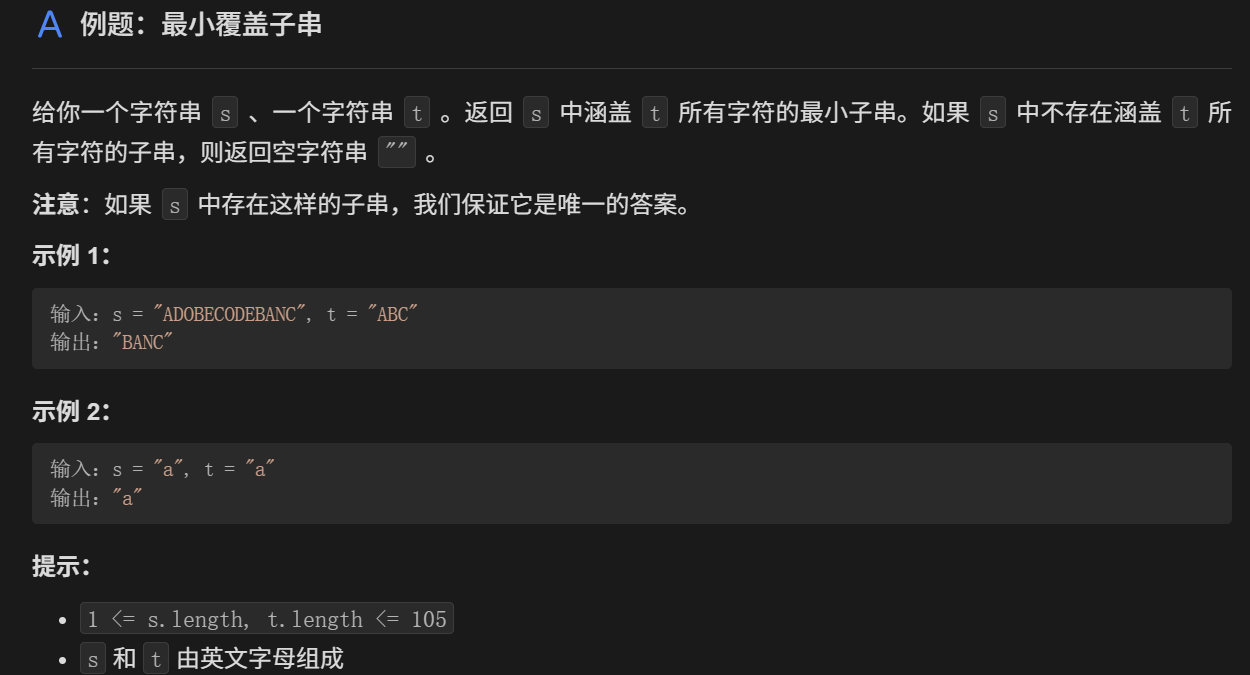 A 例题：最小覆盖子串
给你一个字符串 s 、一个字符串 t 。返回 s 中涵盖 t 所有字符的最小子串。如果 s 中不存在涵盖 t 所
有字符的子串，则返回空字符串 "" 。
注意：如果 s 中存在这样的子串，我们保证它是唯一的答案。
示例 1：
输入：s = "ADOBECODEBANC", t = "ABC"
输出："BANC"
示例 2：
输入：s = "a", t = "a"
输出："a"
提示：
• 1 <= s.length, t.length <= 105
• s 和 t 由英文字母组成